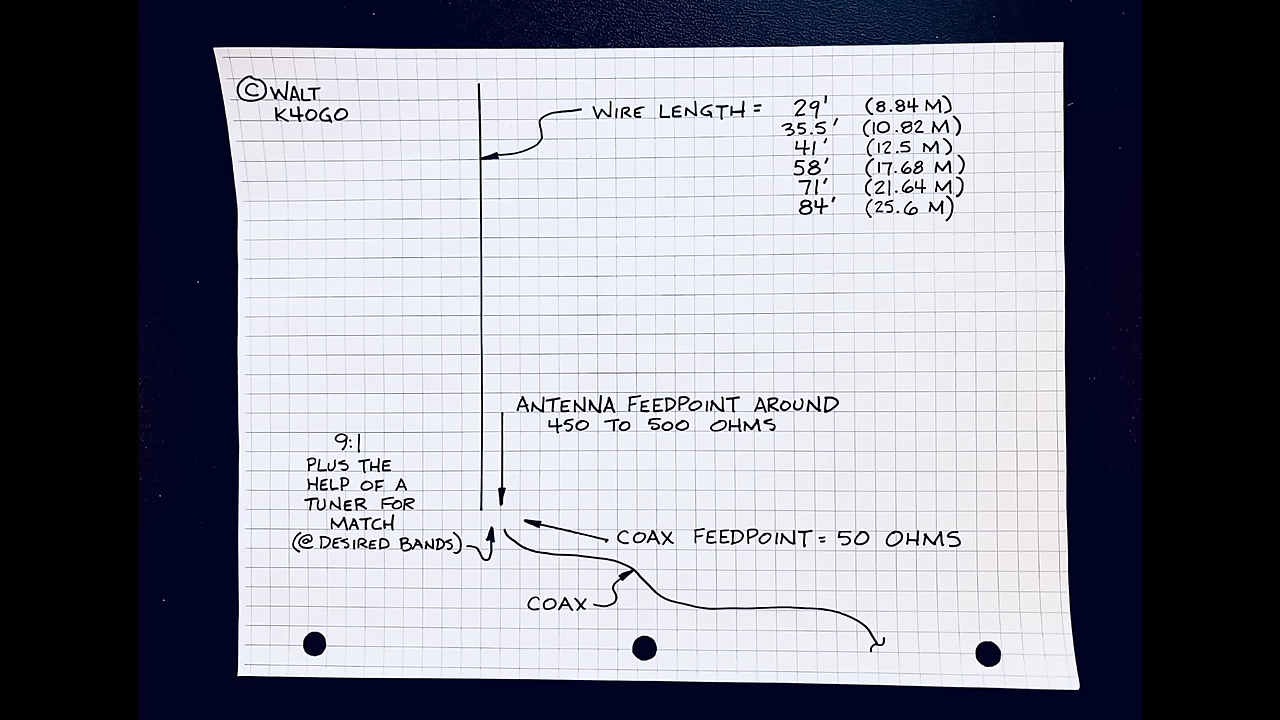 © WALT
K4OGO
WIRE LENGTH = 29' (8.84 M)
35.5' (10.82 M)
41' (12.5 M)
58' (17.68 M)
71' (21.64 M)
84' (25.6 M)
ANTENNA FEEDPOINT AROUND
450 TO 500 OHMS
9:1
PLUS THE
HELP OF A
TUNER FOR
MATCH
(@ DESIRED BANDS)
COAX FEEDPOINT = 50 OHMS
COAX